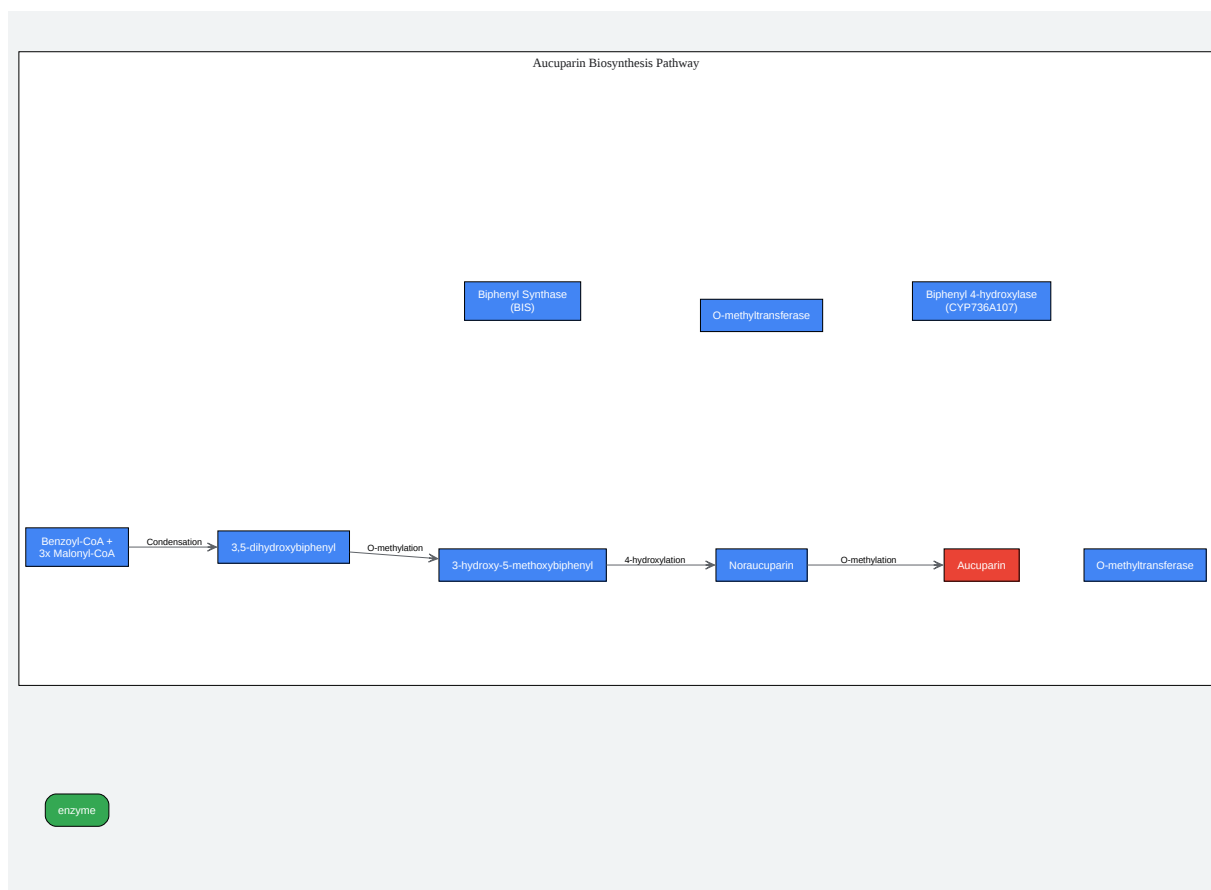 Aucuparin Biosynthesis Pathway
Biphenyl Synthase
(BIS)
O-methyltransferase
Biphenyl 4-hydroxylase
(CYP736A107)
Benzoyl-CoA +
3x Malonyl-CoA
Condensation
3,5-dihydroxybiphenyl
O-methylation
3-hydroxy-5-methoxybiphenyl
4-hydroxylation
Noraucuparin
O-methylation
Aucuparin
O-methyltransferase
enzyme